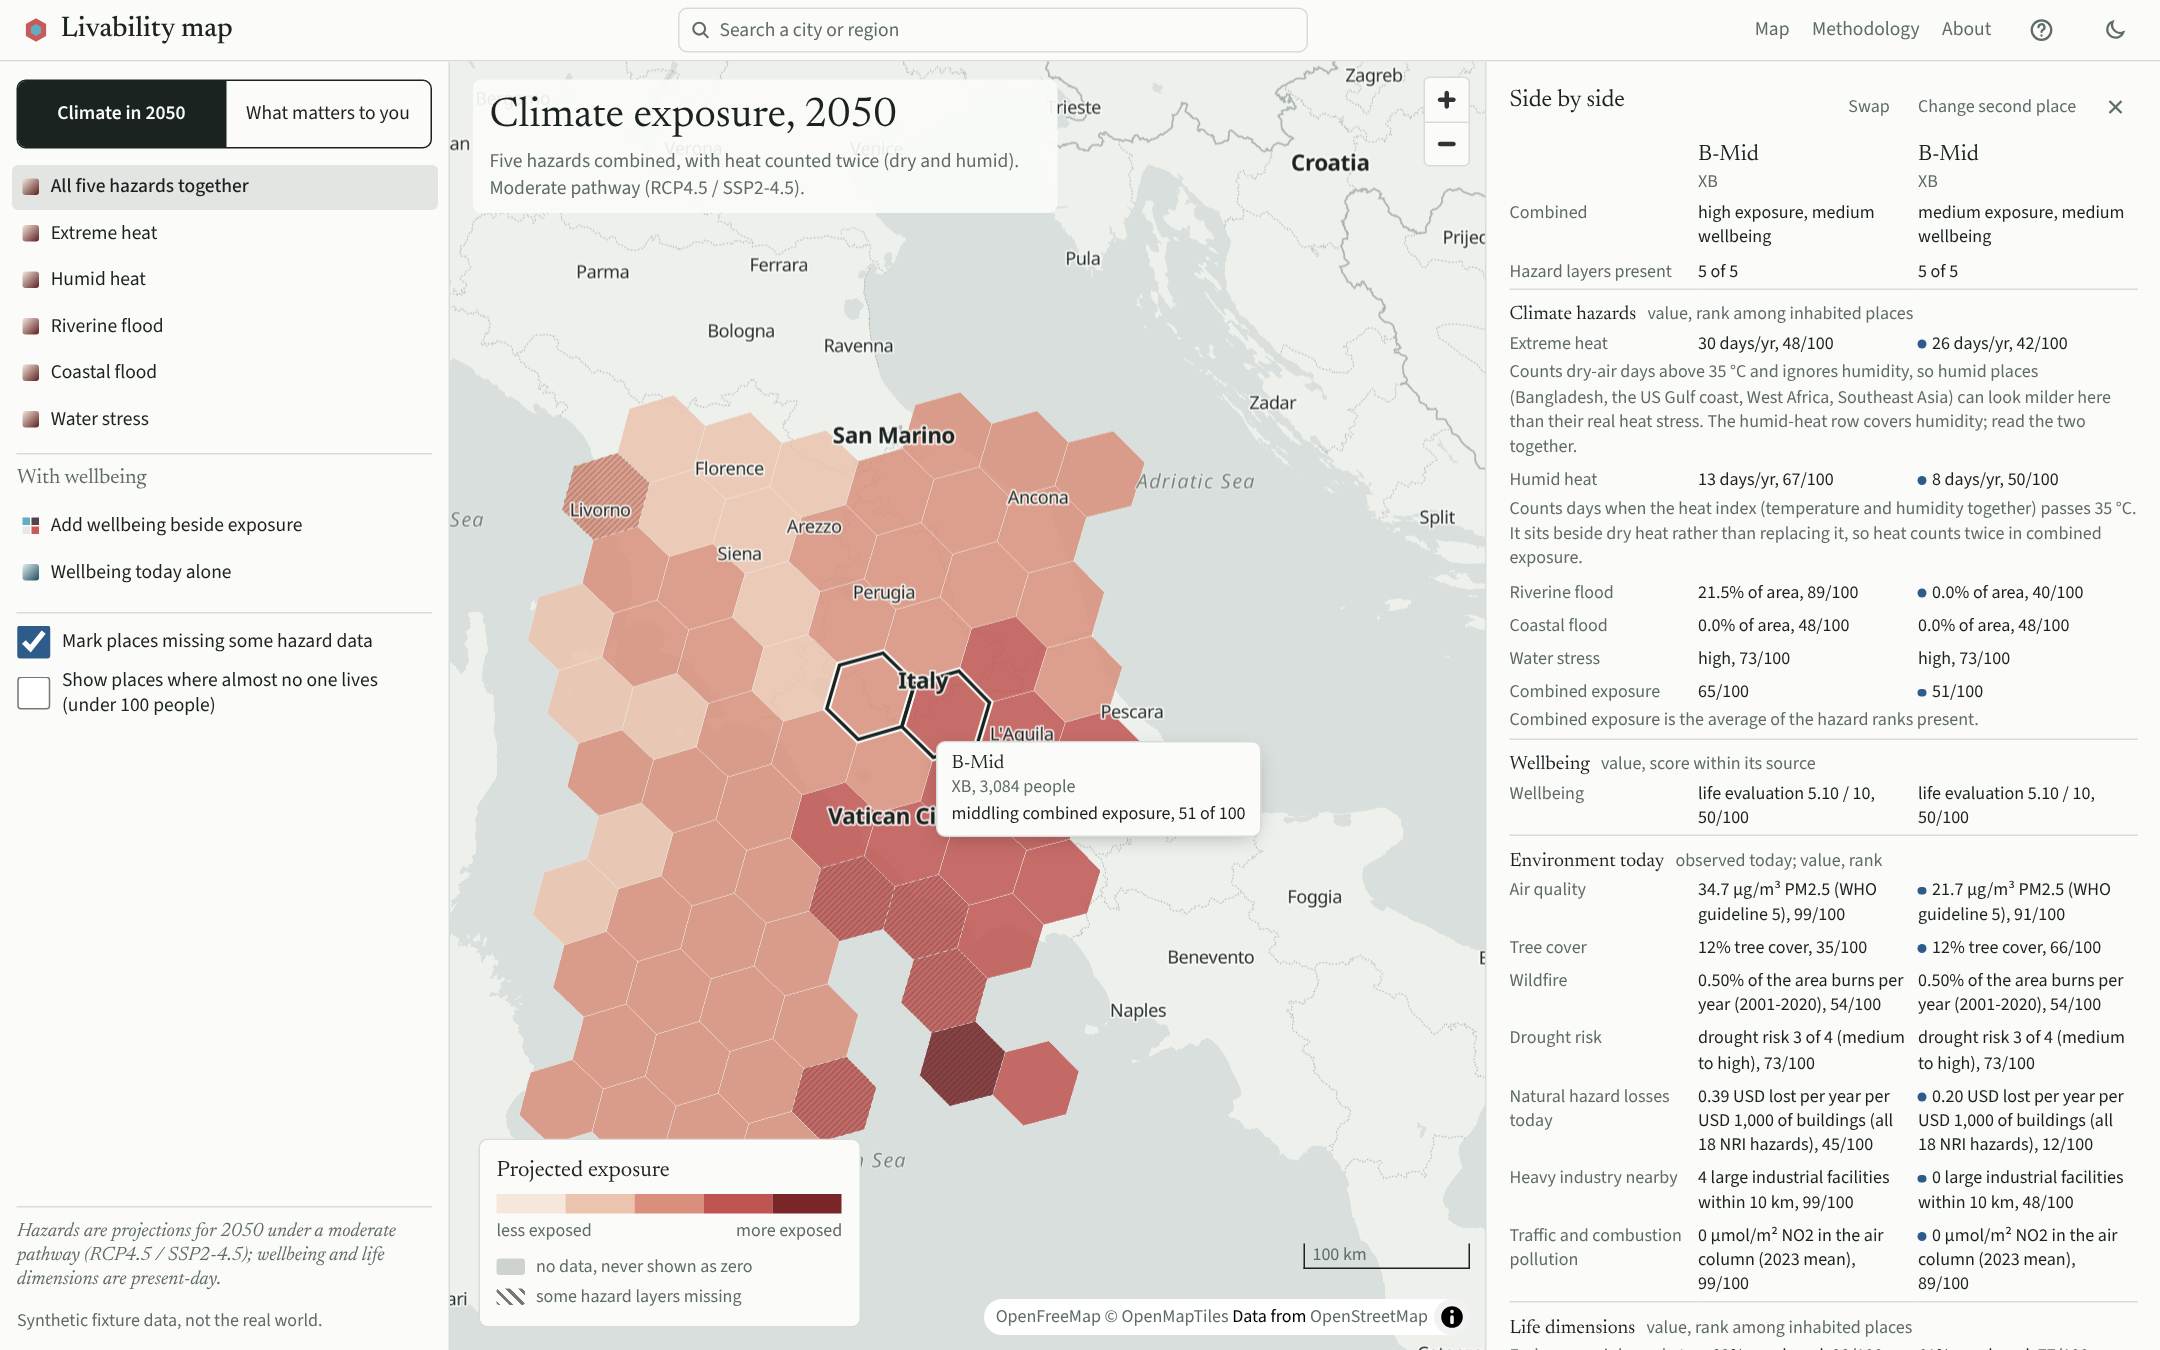 Livability map
Search a city or region
Map
Methodology
About
Climate in 2050
What matters to you
All five hazards together
Extreme heat
Humid heat
Riverine flood
Coastal flood
Water stress
With wellbeing
Add wellbeing beside exposure
Wellbeing today alone
Mark places missing some hazard data
Show places where almost no one lives
(under 100 people)
Hazards are projections for 2050 under a moderate
pathway (RCP4.5 / SSP2-4.5); wellbeing and life
dimensions are present-day.
Synthetic fixture data, not the real world.
Climate exposure, 2050
Five hazards combined, with heat counted twice (dry and humid).
Moderate pathway (RCP4.5 / SSP2-4.5).
Verona
Venice
rieste
Zagreb
an
Croatia
Prijec
Pula
Parma
Ferrara
Bologna
Ravenna
Zadar
San Marino
Florence
Adriatic Sea
Ancona
Livorno
Sea
Arezzo
Split
Siena
Perugia
Italy
Pescara
L'Aquila
B-Mid
XB, 3,084 people
middling combined exposure, 51 of 100
Vatican Ci
Foggia
Benevento
Naples
Sea
ari
Projected exposure
less exposed
more exposed
no data, never shown as zero
some hazard layers missing
100 km
OpenFreeMap © OpenMapTiles Data from OpenStreetMap
Side by side
Swap
Change second place
B-Mid
B-Mid
XB
XB
Combined
high exposure, medium
wellbeing
medium exposure, medium
wellbeing
Hazard layers present
5 of 5
5 of 5
Climate hazards value, rank among inhabited places
Extreme heat
30 days/yr, 48/100
26 days/yr, 42/100
Counts dry-air days above 35 °C and ignores humidity, so humid places
(Bangladesh, the US Gulf coast, West Africa, Southeast Asia) can look milder here
than their real heat stress. The humid-heat row covers humidity; read the two
together.
Humid heat
13 days/yr, 67/100
8 days/yr, 50/100
Counts days when the heat index (temperature and humidity together) passes 35 °C.
It sits beside dry heat rather than replacing it, so heat counts twice in combined
exposure.
Riverine flood
21.5% of area, 89/100
0.0% of area, 40/100
Coastal flood
0.0% of area, 48/100
0.0% of area, 48/100
Water stress
high, 73/100
high, 73/100
Combined exposure
65/100
51/100
Combined exposure is the average of the hazard ranks present.
Wellbeing value, score within its source
Wellbeing
life evaluation 5.10 / 10,
50/100
life evaluation 5.10 / 10,
50/100
Environment today observed today; value, rank
Air quality
34.7 µg/m³ PM2.5 (WHO
guideline 5), 99/100
21.7 µg/m³ PM2.5 (WHO
guideline 5), 91/100
Tree cover
12% tree cover, 35/100
12% tree cover, 66/100
Wildfire
0.50% of the area burns per
year (2001-2020), 54/100
0.50% of the area burns per
year (2001-2020), 54/100
Drought risk
drought risk 3 of 4 (medium
to high), 73/100
drought risk 3 of 4 (medium
to high), 73/100
Natural hazard losses
today
0.39 USD lost per year per
USD 1,000 of buildings (all
18 NRI hazards), 45/100
0.20 USD lost per year per
USD 1,000 of buildings (all
18 NRI hazards), 12/100
Heavy industry nearby
4 large industrial facilities
within 10 km, 99/100
0 large industrial facilities
within 10 km, 48/100
Traffic and combustion
pollution
0 µmol/m² NO2 in the air
column (2023 mean),
99/100
0 µmol/m² NO2 in the air
column (2023 mean),
89/100
Life dimensions value, rank among inhabited places